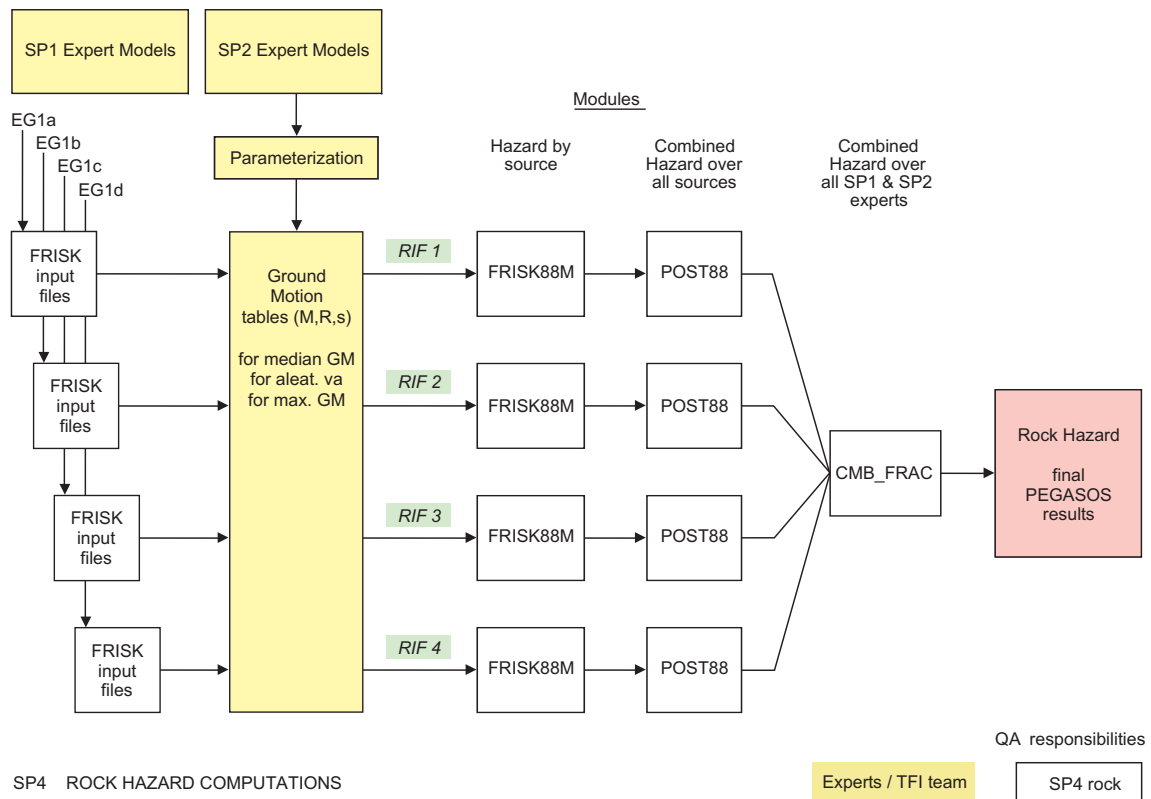 SP1 Expert Models
SP2 Expert Models
EG1a
EG1b
EG1c
EG1d
Parameterization
Modules
Hazard by
source
Combined
Hazard over
all sources
Combined
Hazard over
all SP1 & SP2
experts
FRISK
input
files
FRISK
input
files
FRISK
input
files
FRISK
input
files
Ground
Motion
tables (M,R,s)
for median GM
for aleat. va
for max. GM
RIF 1
FRISK88M
POST88
RIF 2
FRISK88M
POST88
RIF 3
FRISK88M
POST88
RIF 4
FRISK88M
POST88
CMB_FRAC
Rock Hazard
final
PEGASOS
results
QA responsibilities
SP4 ROCK HAZARD COMPUTATIONS
Experts / TFI team
SP4 rock